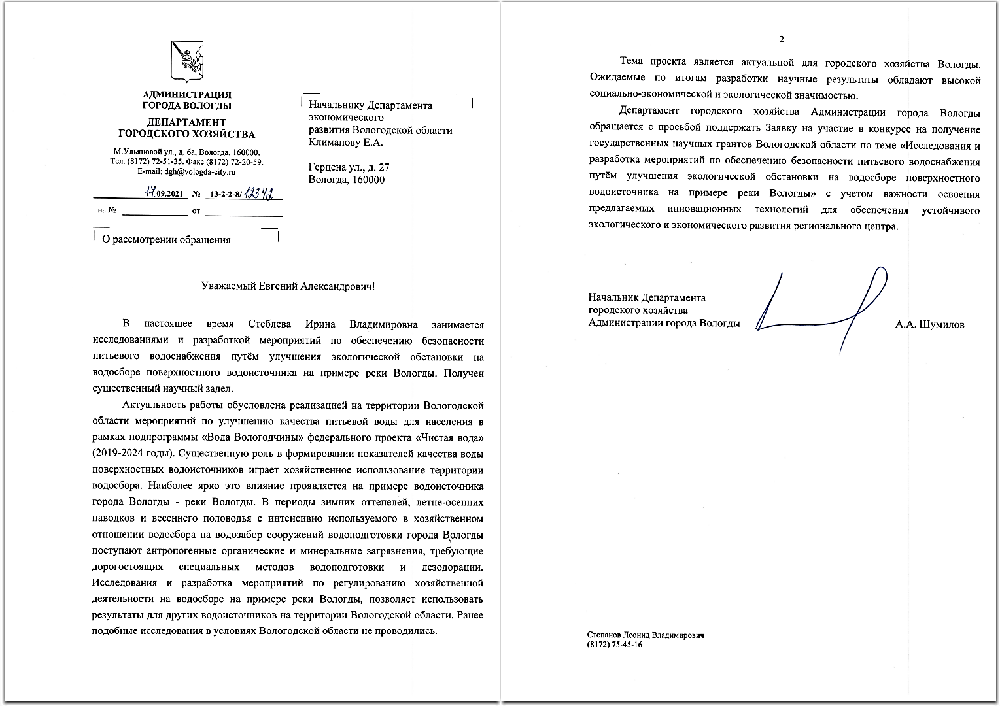 АДМИНИСТРАЦИЯ
ГОРОДА ВОЛОГДЫ
ДЕПАРТАМЕНТ
ГОРОДСКОГО ХОЗЯЙСТВА
М.Ульяновой ул., д. 6а, Вологда, 160000.
Тел. (8172) 72-51-35. Факс (8172) 72-20-59.
E-mail: dgh@vologda-city.ru
17.09.2021 № 13-2-2-8/12342
на № от
О рассмотрении обращения
Начальнику Департамента
экономического
развития Вологодской области
Климанову Е.А.
Герцена ул., д. 27
Вологда, 160000
Уважаемый Евгений Александрович!
В настоящее время Стеблева Ирина Владимировна занимается
исследованиями и разработкой мероприятий по обеспечению безопасности
питьевого водоснабжения путём улучшения экологической обстановки на
водосборе поверхностного водоисточника на примере реки Вологды. Получен
существенный научный задел.
Актуальность работы обусловлена реализацией на территории Вологодской
области мероприятий по улучшению качества питьевой воды для населения в
рамках подпрограммы «Вода Вологодчины» федерального проекта «Чистая вода»
(2019-2024 годы). Существенную роль в формировании показателей качества воды
поверхностных водоисточников играет хозяйственное использование территории
водосбора. Наиболее ярко это влияние проявляется на примере водоисточника
города Вологды - реки Вологды. В периоды зимних оттепелей, летне-осенних
паводков и весеннего половодья с интенсивно используемого в хозяйственном
отношении водосбора на водозабор сооружений водоподготовки города Вологды
поступают антропогенные органические и минеральные загрязнения, требующие
дорогостоящих специальных методов водоподготовки и дезодорации.
Исследования и разработка мероприятий по регулированию хозяйственной
деятельности на водосборе на примере реки Вологды, позволяет использовать
результаты для других водоисточников на территории Вологодской области. Ранее
подобные исследования в условиях Вологодской области не проводились.
2
Тема проекта является актуальной для городского хозяйства Вологды.
Ожидаемые по итогам разработки научные результаты обладают высокой
социально-экономической и экологической значимостью.
Департамент городского хозяйства Администрации города Вологды
обращается с просьбой поддержать Заявку на участие в конкурсе на получение
государственных научных грантов Вологодской области по теме «Исследования и
разработка мероприятий по обеспечению безопасности питьевого водоснабжения
путём улучшения экологической обстановки на водосборе поверхностного
водоисточника на примере реки Вологды» с учетом важности освоения
предлагаемых инновационных технологий для обеспечения устойчивого
экологического и экономического развития регионального центра.
Начальник Департамента
городского хозяйства
Администрации города Вологды А.А. Шумилов
Степанов Леонид Владимирович
(8172) 75-45-16